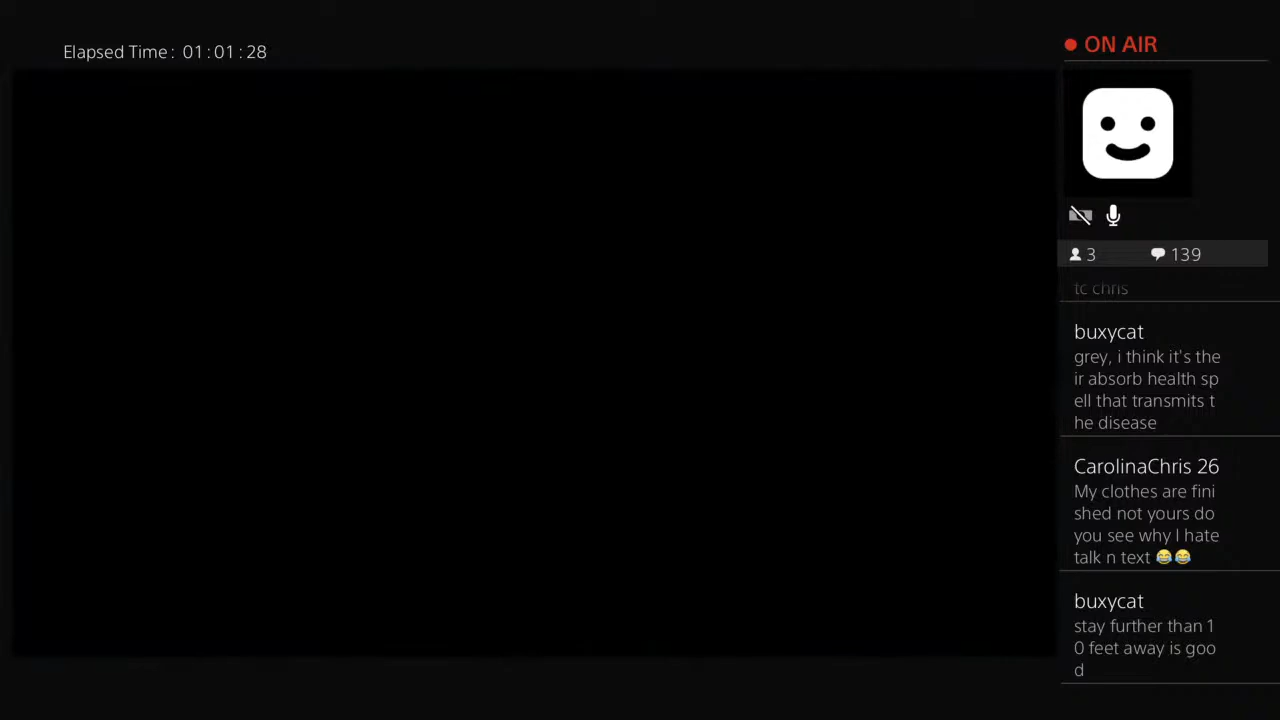 Elapsed Time: 01:01:28
ON AIR
3 139
tc chris
buxycat
grey, i think it's the
ir absorb health sp
ell that transmits t
he disease
CarolinaChris 26
My clothes are fini
shed not yours do
you see why I hate
talk n text 😂😂
buxycat
stay further than 1
0 feet away is goo
d